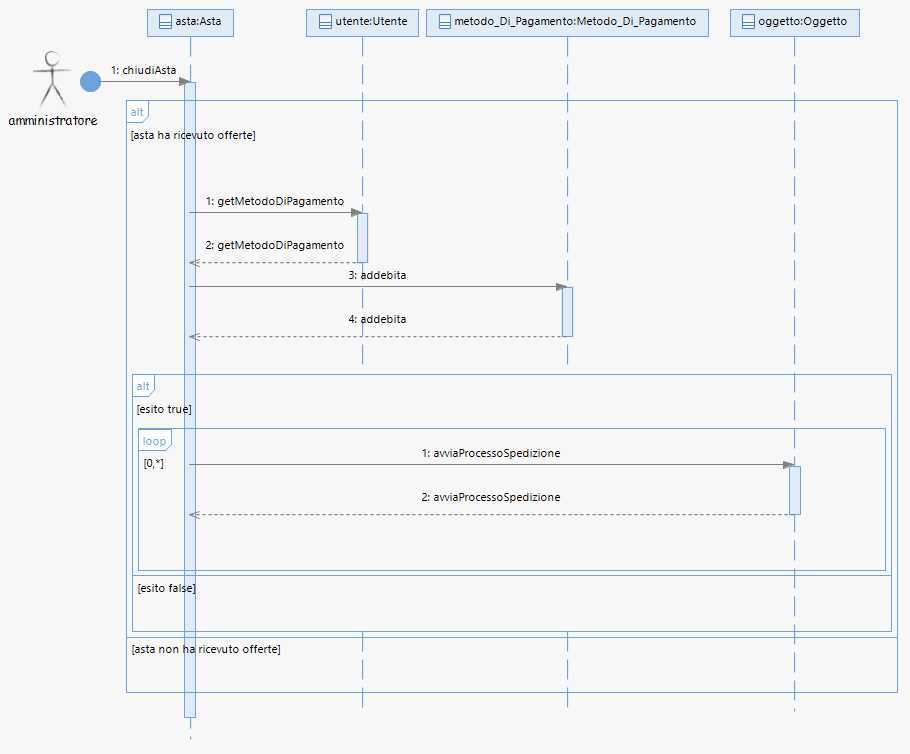 asta:Asta
utente:Utente
metodo_Di_Pagamento:Metodo_Di_Pagamento
oggetto:Oggetto
1: chiudiAsta
amministratore
alt
[asta ha ricevuto offerte]
1: getMetodoDiPagamento
2: getMetodoDiPagamento
3: addebita
4: addebita
alt
[esito true]
loop
[0,*]
1: avviaProcessoSpedizione
2: avviaProcessoSpedizione
[esito false]
[asta non ha ricevuto offerte]